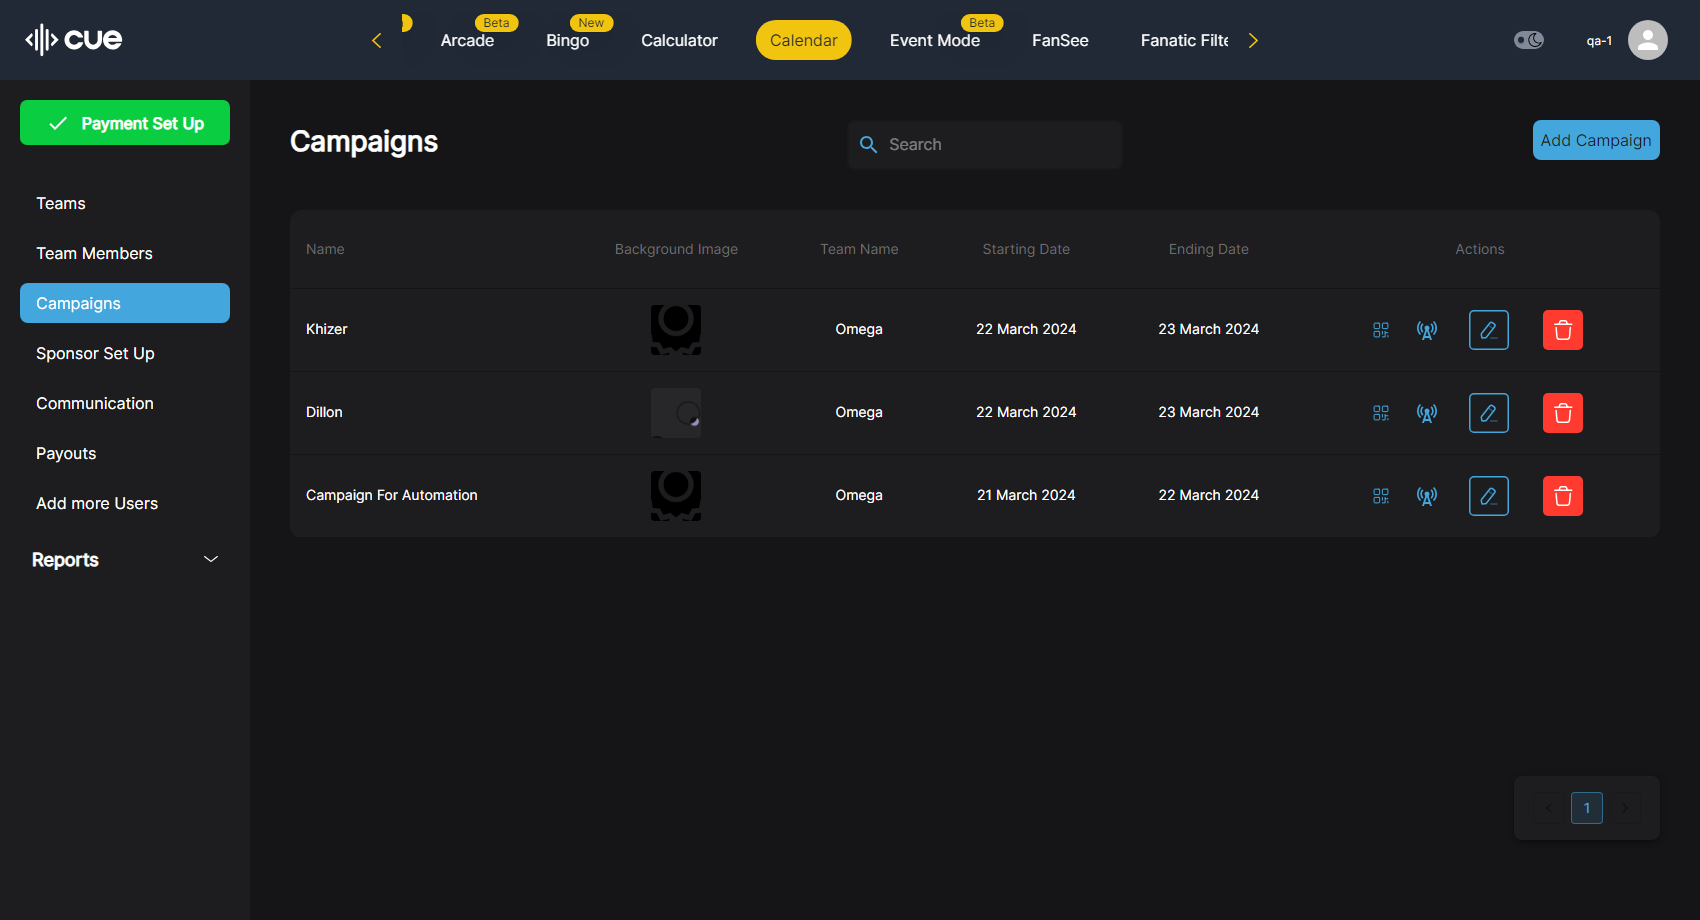 cue
Arcade
Beta
Bingo
New
Calculator
Calendar
Event Mode
Beta
FanSee
Fanatic Filte
qa-1
Payment Set Up
Teams
Team Members
Campaigns
Sponsor Set Up
Communication
Payouts
Add more Users
Reports
Campaigns
Search
Add Campaign
Name Background Image Team Name Starting Date Ending Date Actions
Khizer Omega 22 March 2024 23 March 2024
Dillon Omega 22 March 2024 23 March 2024
Campaign For Automation Omega 21 March 2024 22 March 2024
1